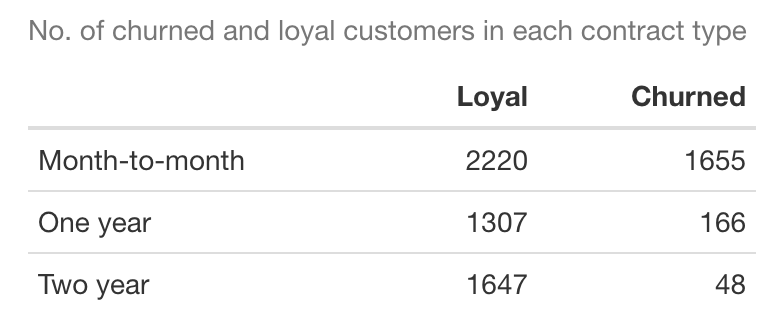 No. of churned and loyal customers in each contract type
Loyal Churned
Month-to-month 2220 1655
One year 1307 166
Two year 1647 48